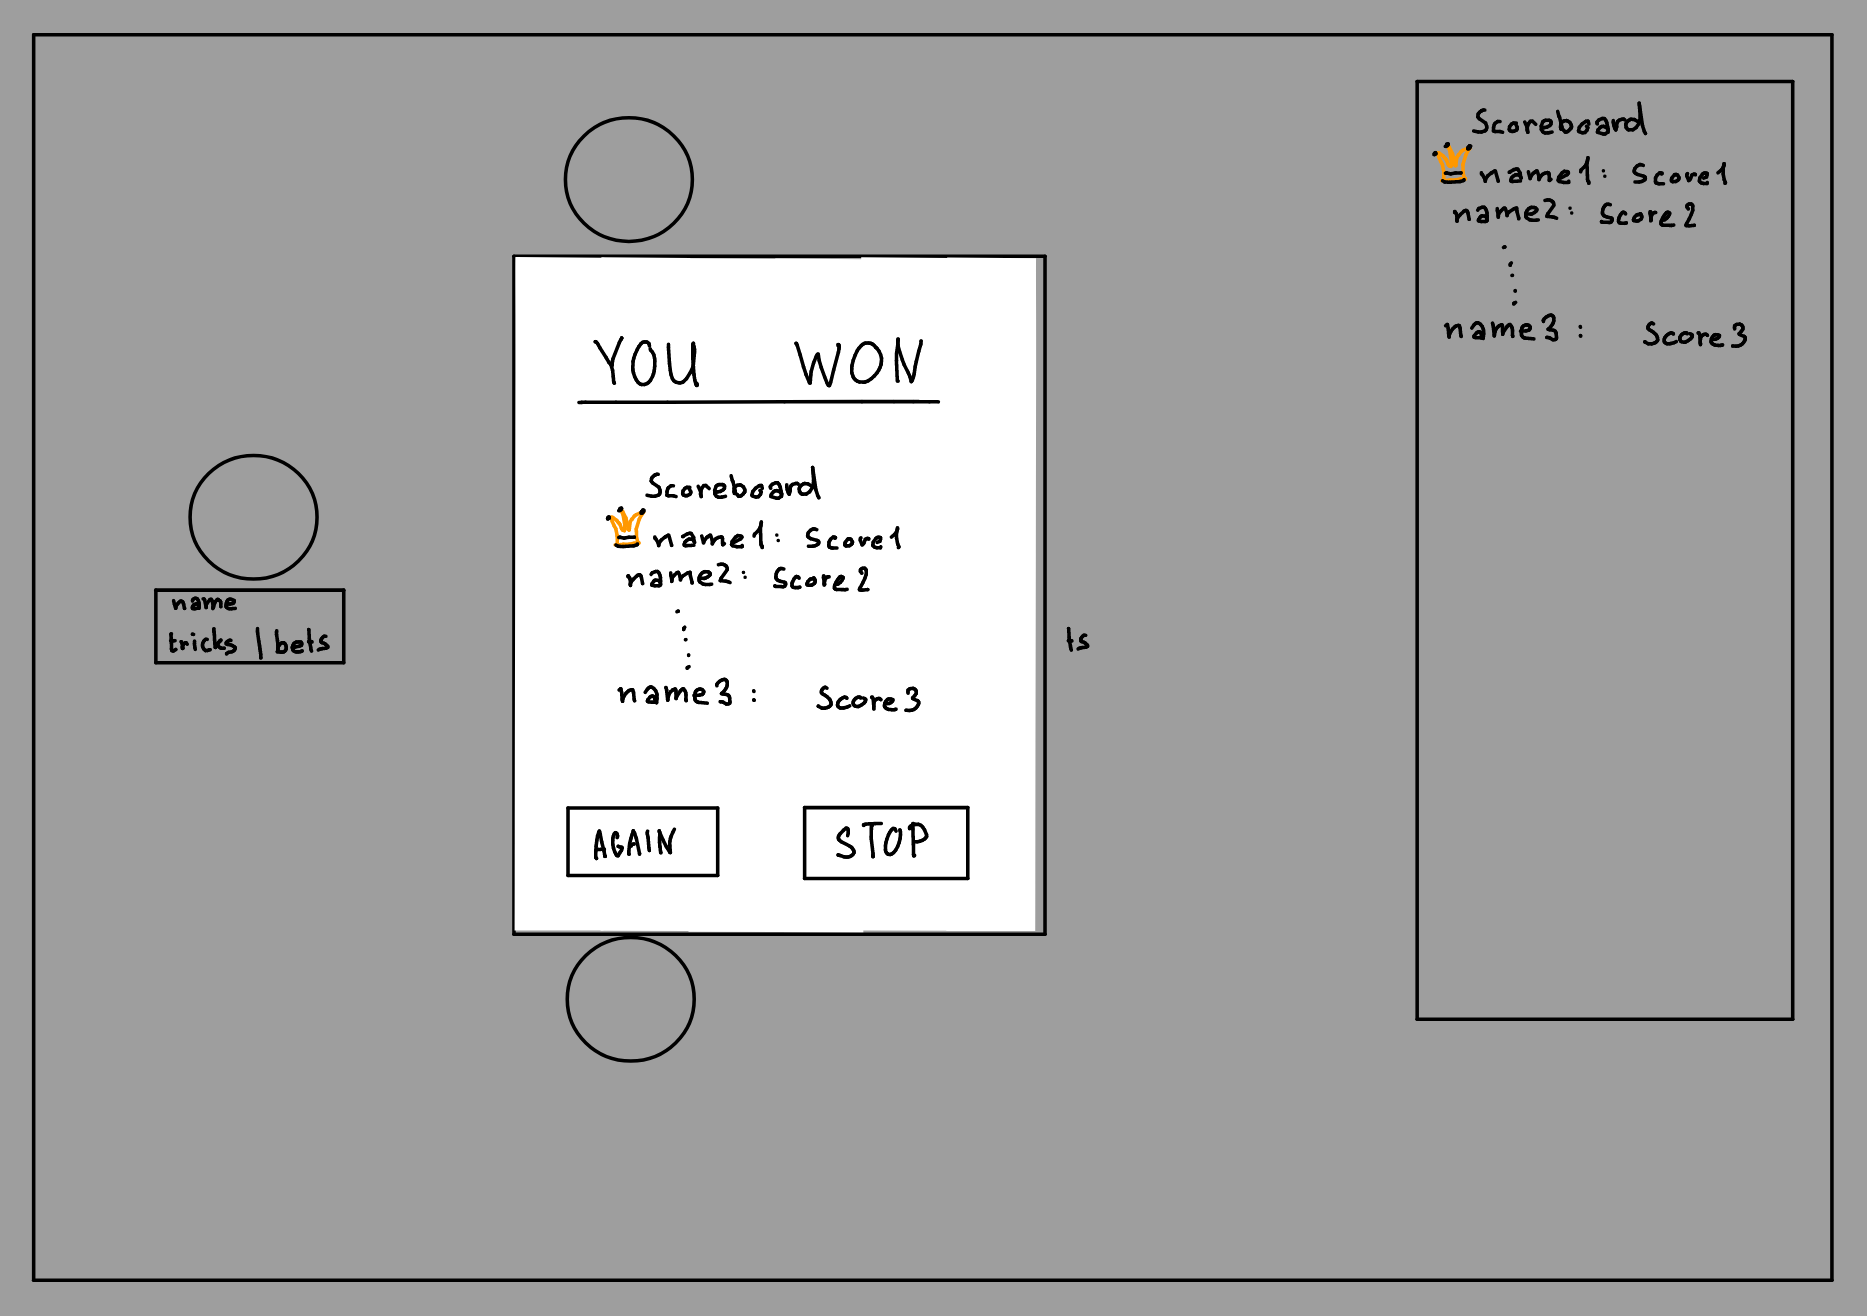 YOU WON
Scoreboard
name1: Score1
name2: Score2
name3: Score3
AGAIN
STOP
name
tricks | bets
ts
Scoreboard
name1: Score1
name2: Score2
name3: Score3